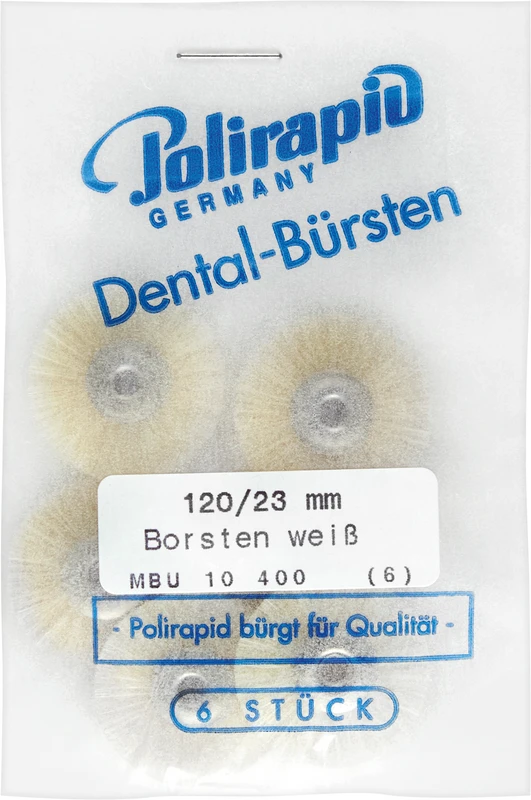 Polirapid
GERMANY
Dental-Bürsten
120/23 mm
Borsten weiß
MBU 10 400 (6)
- Polirapid bürgt für Qualität -
6 STÜCK